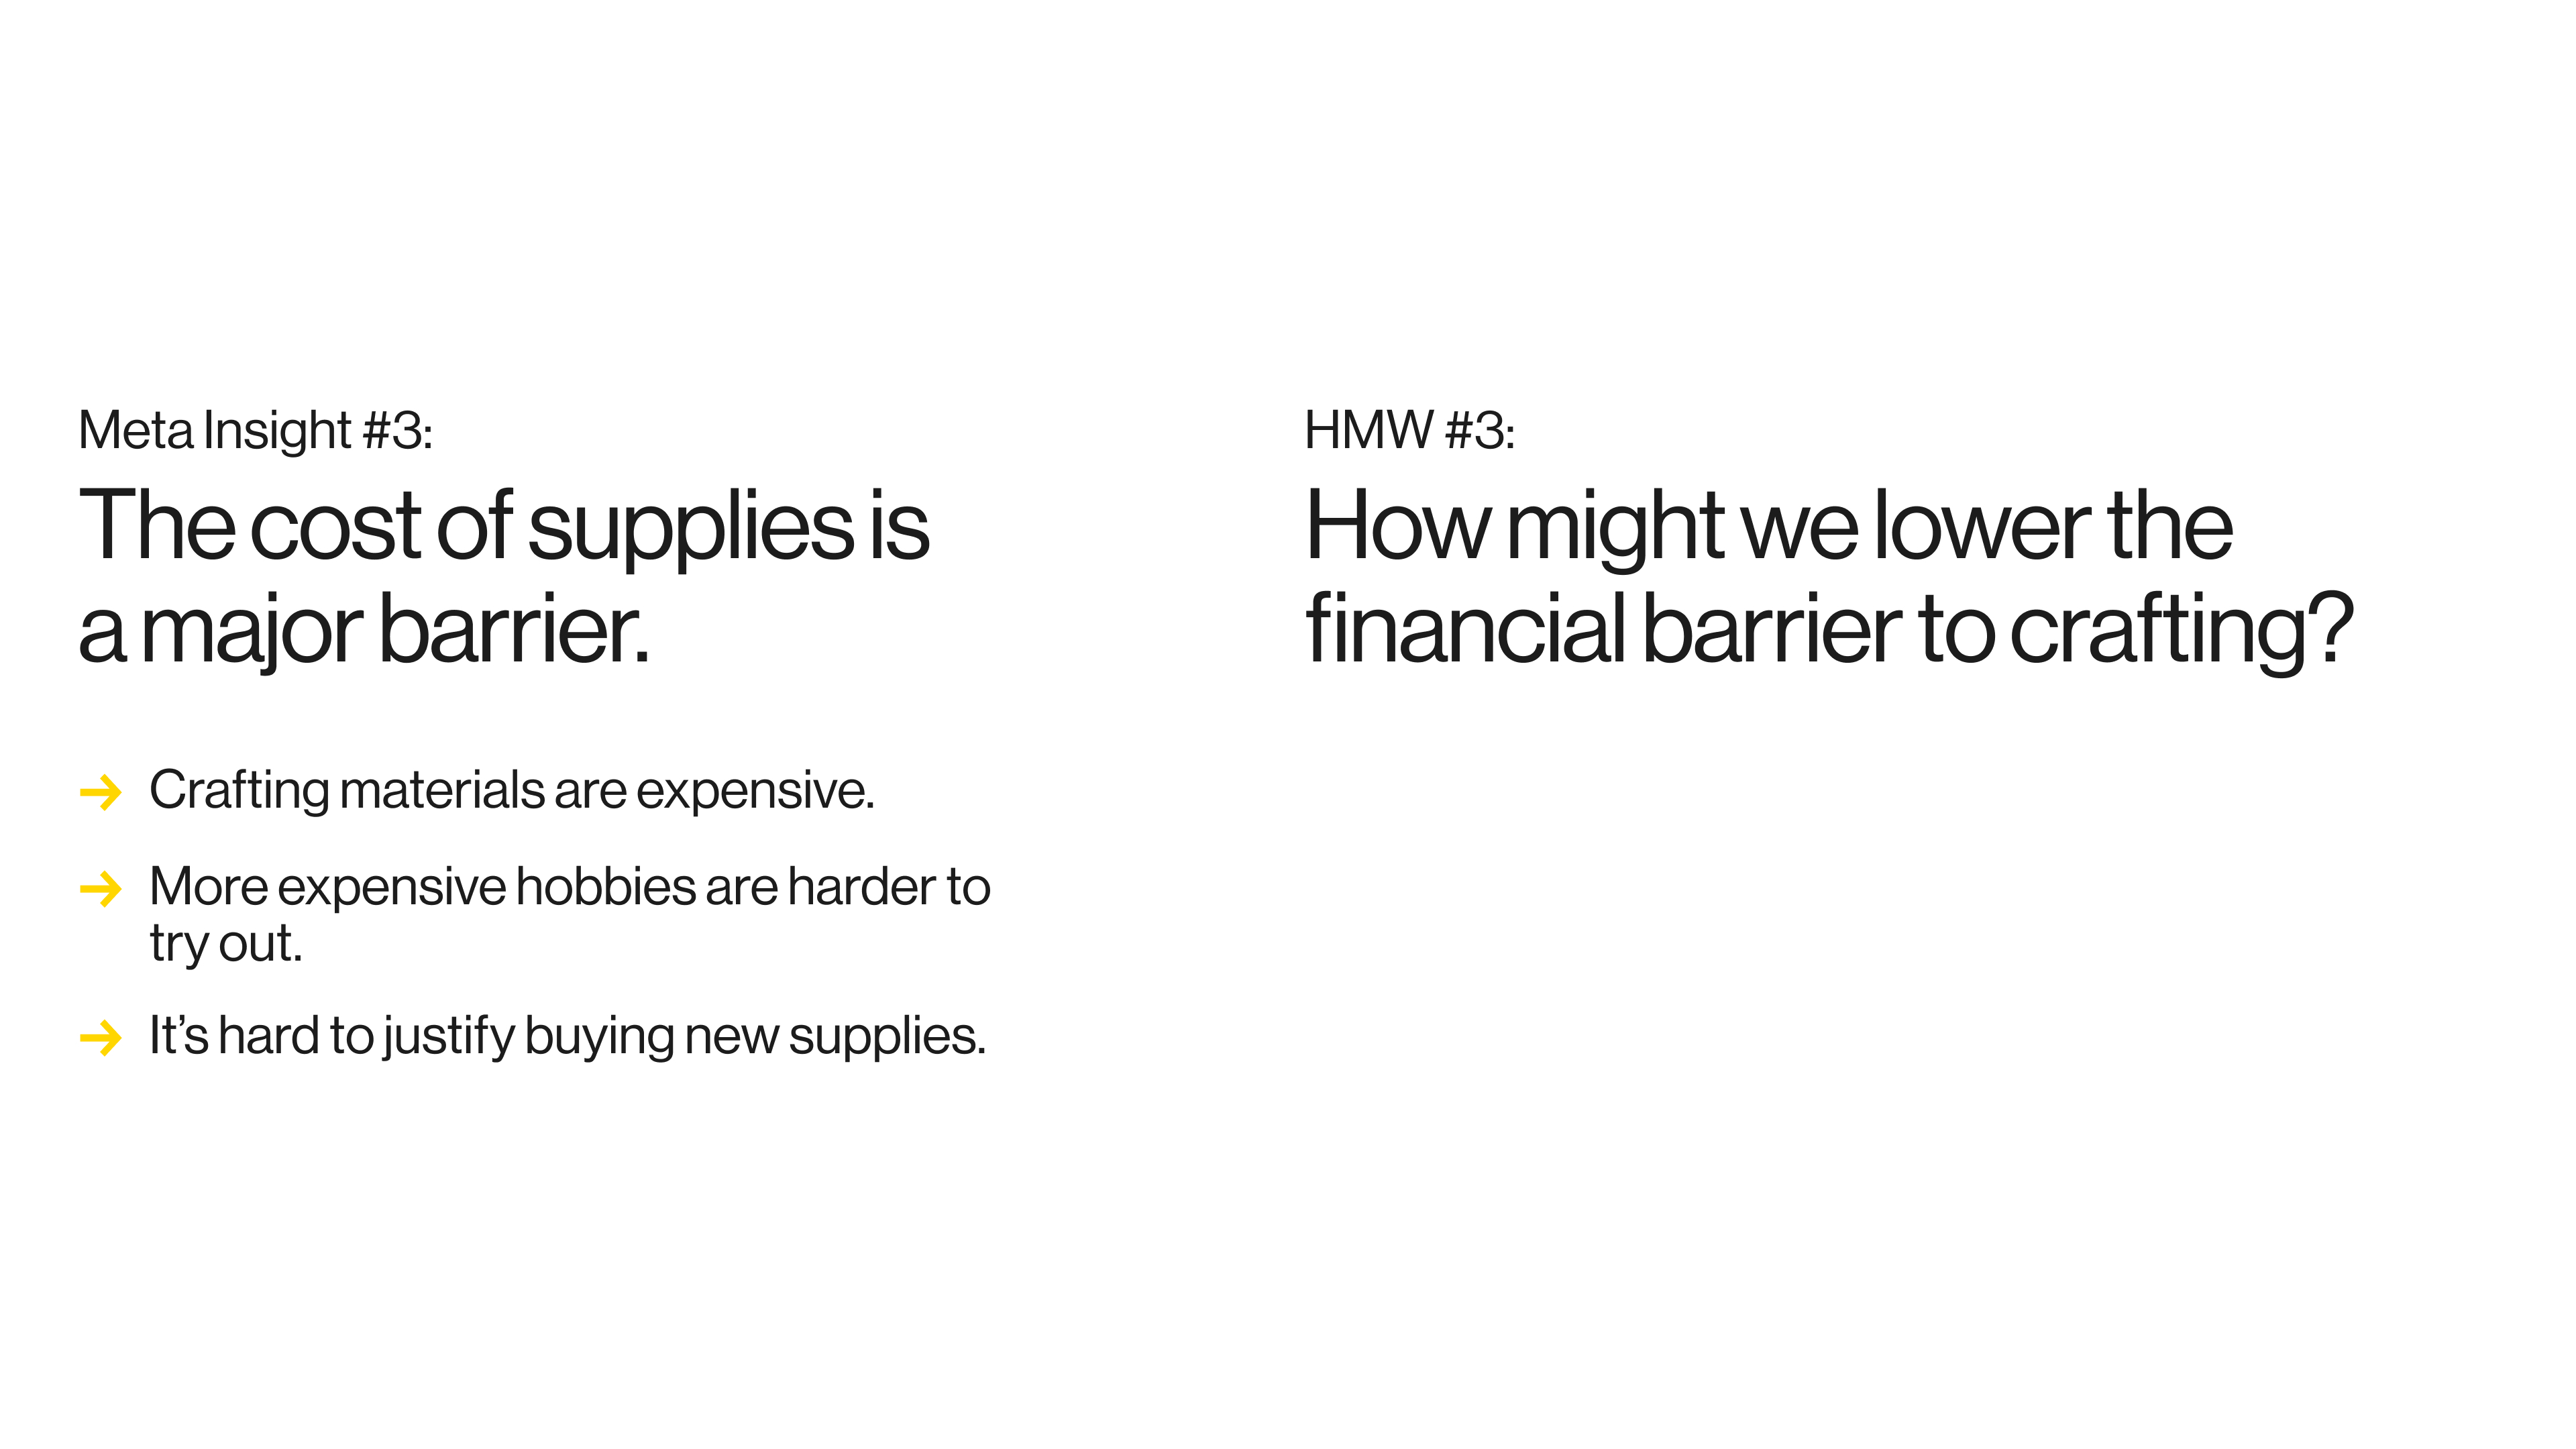 Meta Insight #3:
The cost of supplies is
a major barrier.
→ Crafting materials are expensive.
→ More expensive hobbies are harder to
try out.
→ It’s hard to justify buying new supplies.
HMW #3:
How might we lower the
financial barrier to crafting?